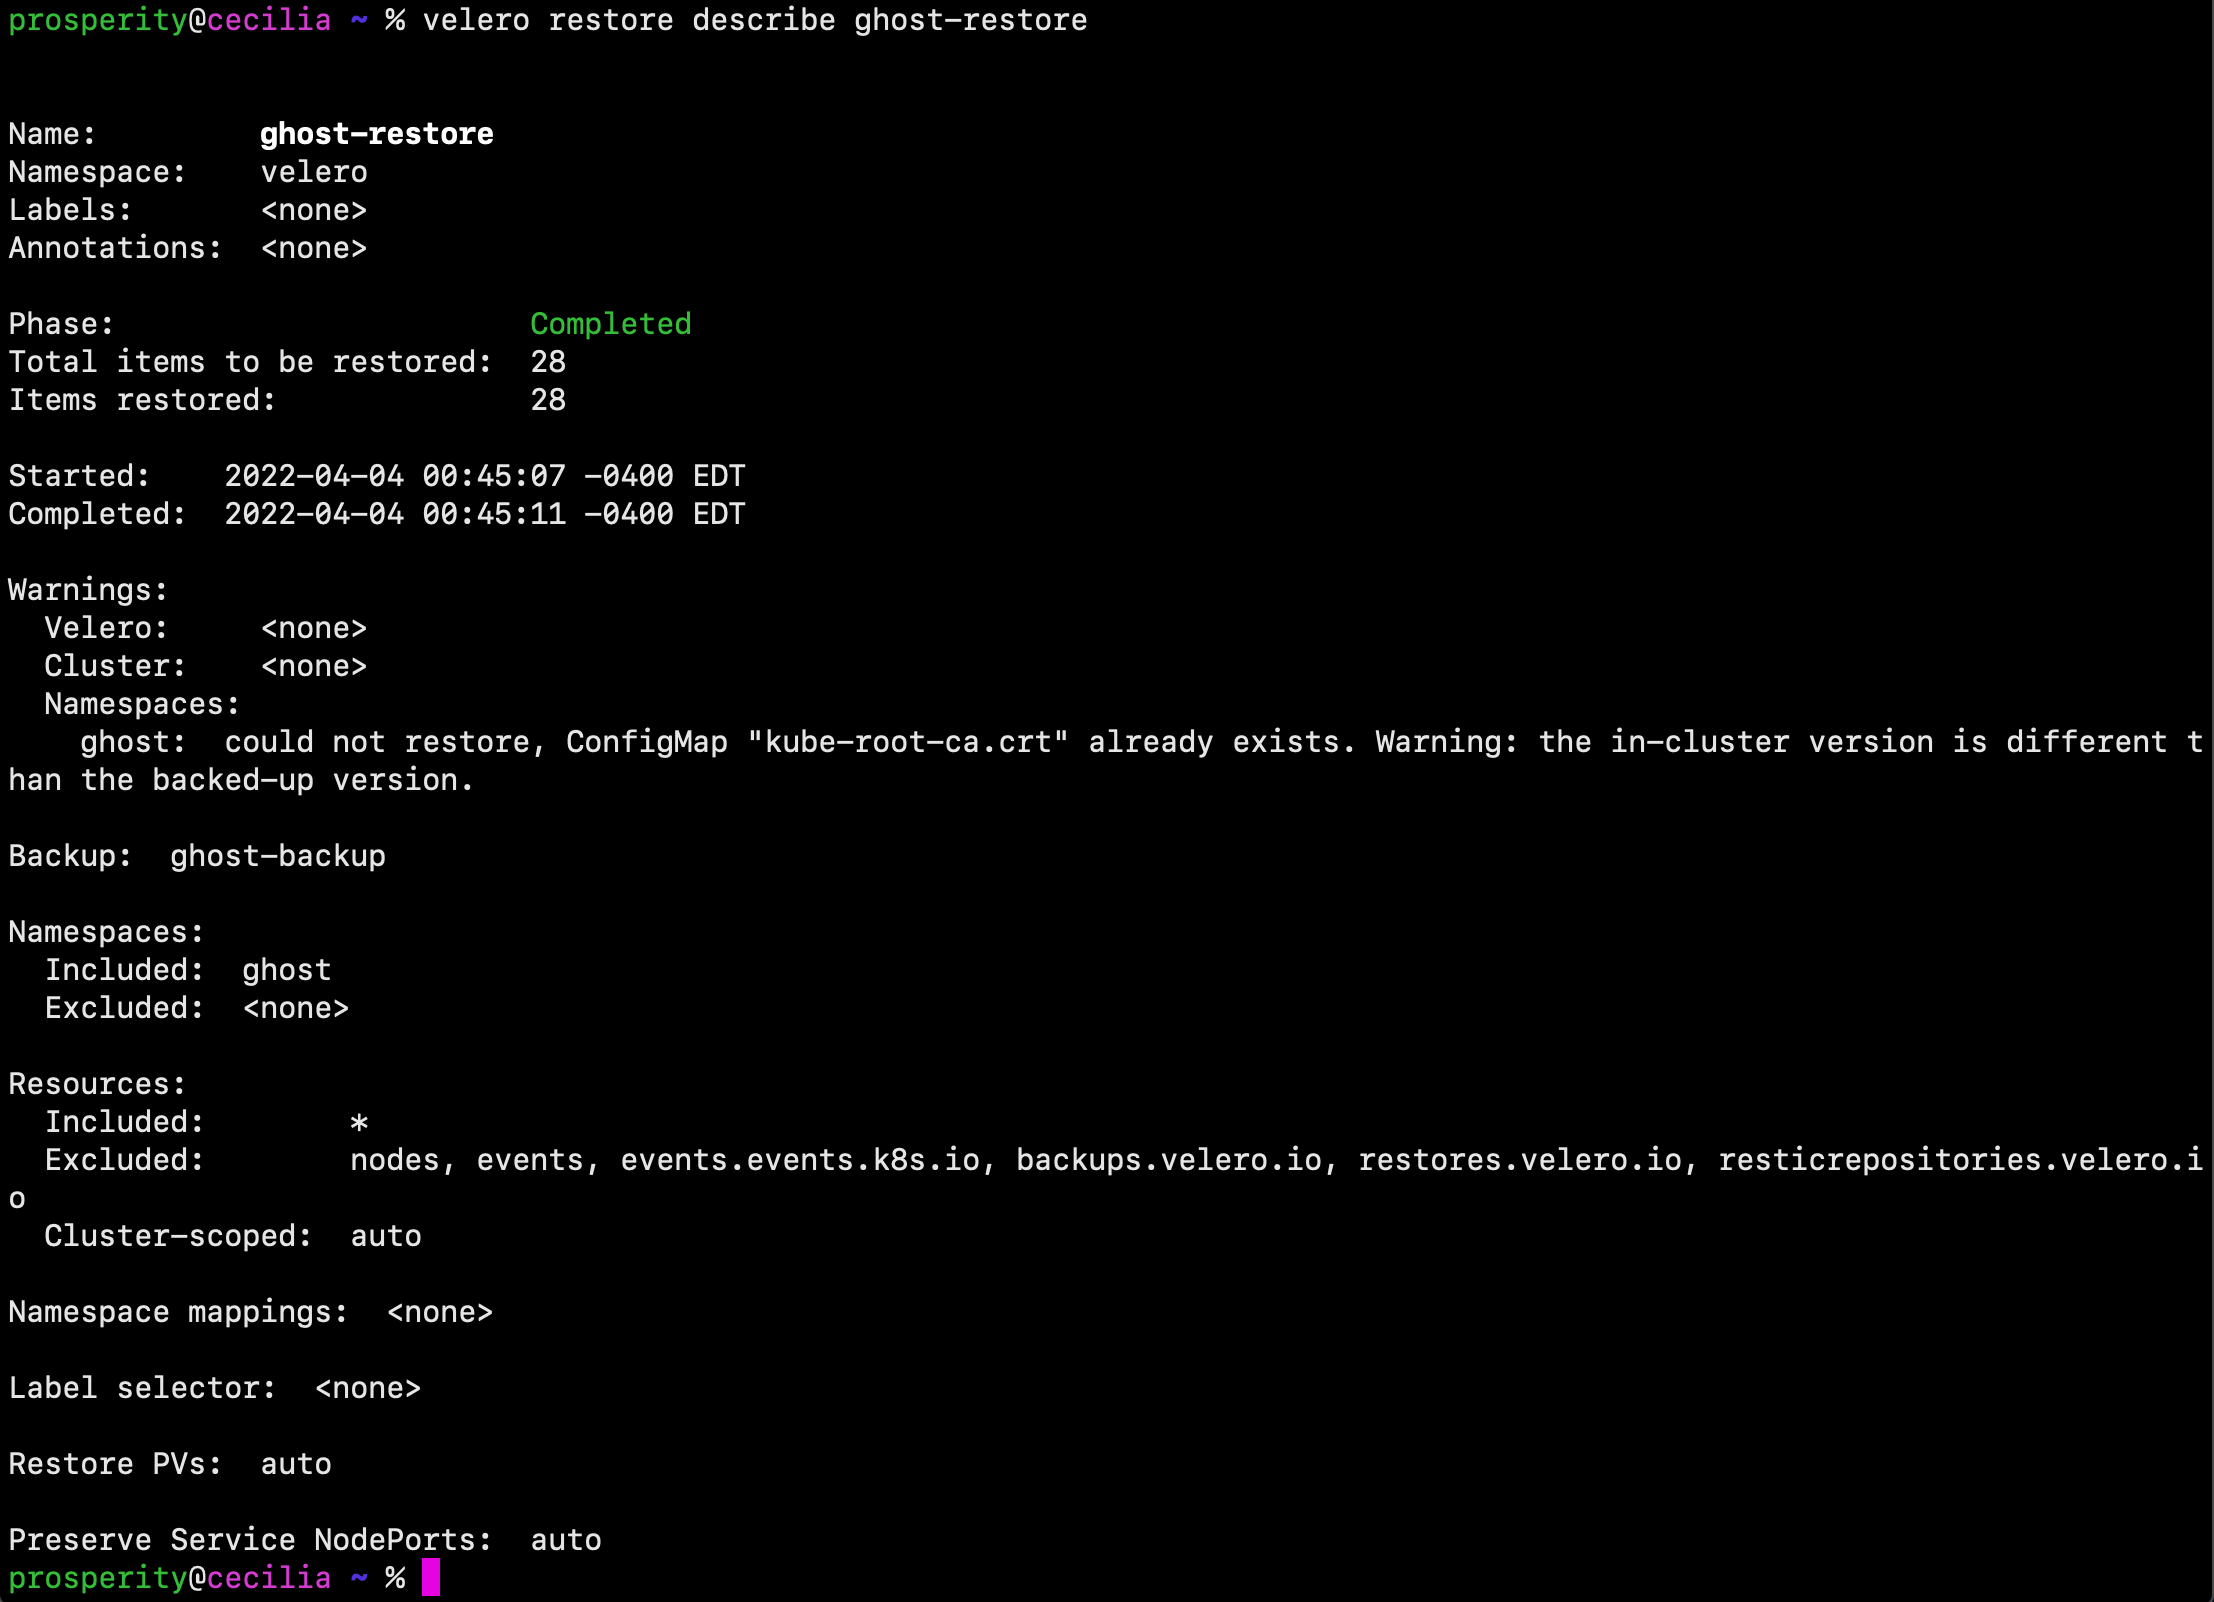 prosperity@cecilia ~ % velero restore describe ghost-restore
Name:         ghost-restore
Namespace:    velero
Labels:       <none>
Annotations:  <none>
Phase:                       Completed
Total items to be restored:  28
Items restored:              28
Started:    2022-04-04 00:45:07 -0400 EDT
Completed:  2022-04-04 00:45:11 -0400 EDT
Warnings:
  Velero:     <none>
  Cluster:    <none>
  Namespaces:
    ghost:  could not restore, ConfigMap "kube-root-ca.crt" already exists. Warning: the in-cluster version is different t
han the backed-up version.
Backup:  ghost-backup
Namespaces:
  Included:  ghost
  Excluded:  <none>
Resources:
  Included:        *
  Excluded:        nodes, events, events.events.k8s.io, backups.velero.io, restores.velero.io, resticrepositories.velero.i
o
  Cluster-scoped:  auto
Namespace mappings:  <none>
Label selector:  <none>
Restore PVs:  auto
Preserve Service NodePorts:  auto
prosperity@cecilia ~ %